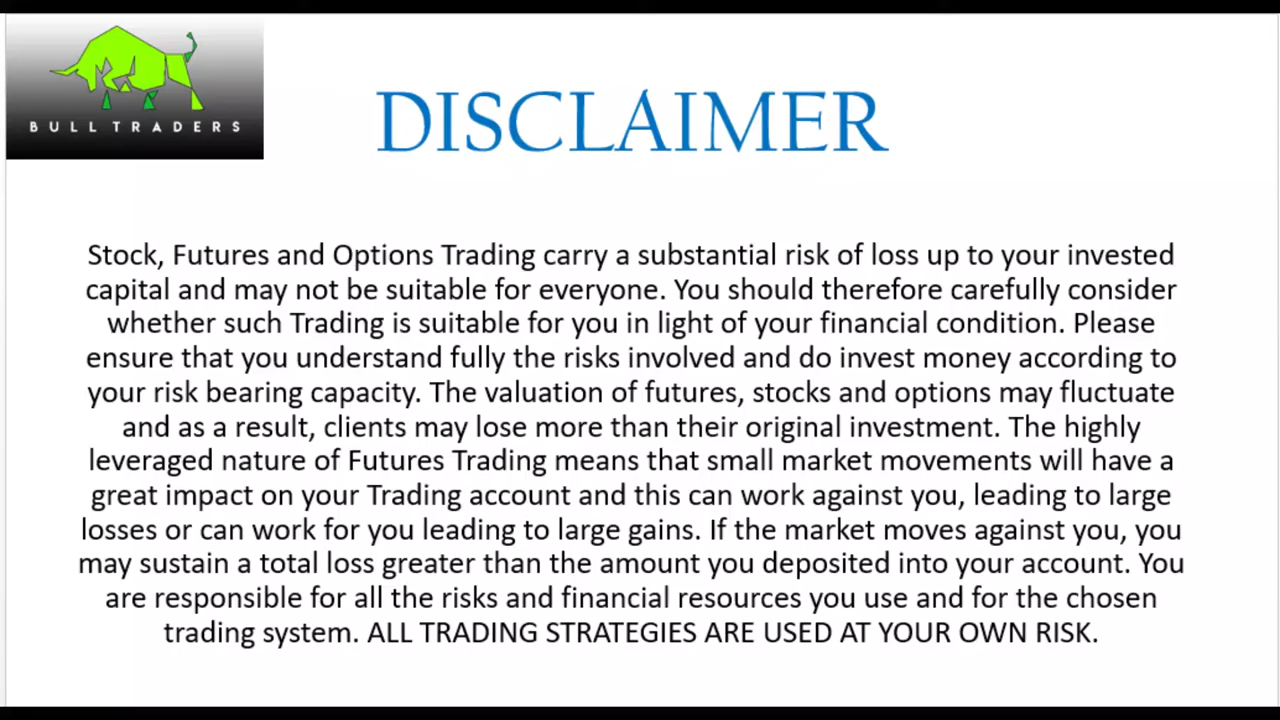 BULL TRADERS
DISCLAIMER
Stock, Futures and Options Trading carry a substantial risk of loss up to your invested
capital and may not be suitable for everyone. You should therefore carefully consider
whether such Trading is suitable for you in light of your financial condition. Please
ensure that you understand fully the risks involved and do invest money according to
your risk bearing capacity. The valuation of futures, stocks and options may fluctuate
and as a result, clients may lose more than their original investment. The highly
leveraged nature of Futures Trading means that small market movements will have a
great impact on your Trading account and this can work against you, leading to large
losses or can work for you leading to large gains. If the market moves against you, you
may sustain a total loss greater than the amount you deposited into your account. You
are responsible for all the risks and financial resources you use and for the chosen
trading system. ALL TRADING STRATEGIES ARE USED AT YOUR OWN RISK.